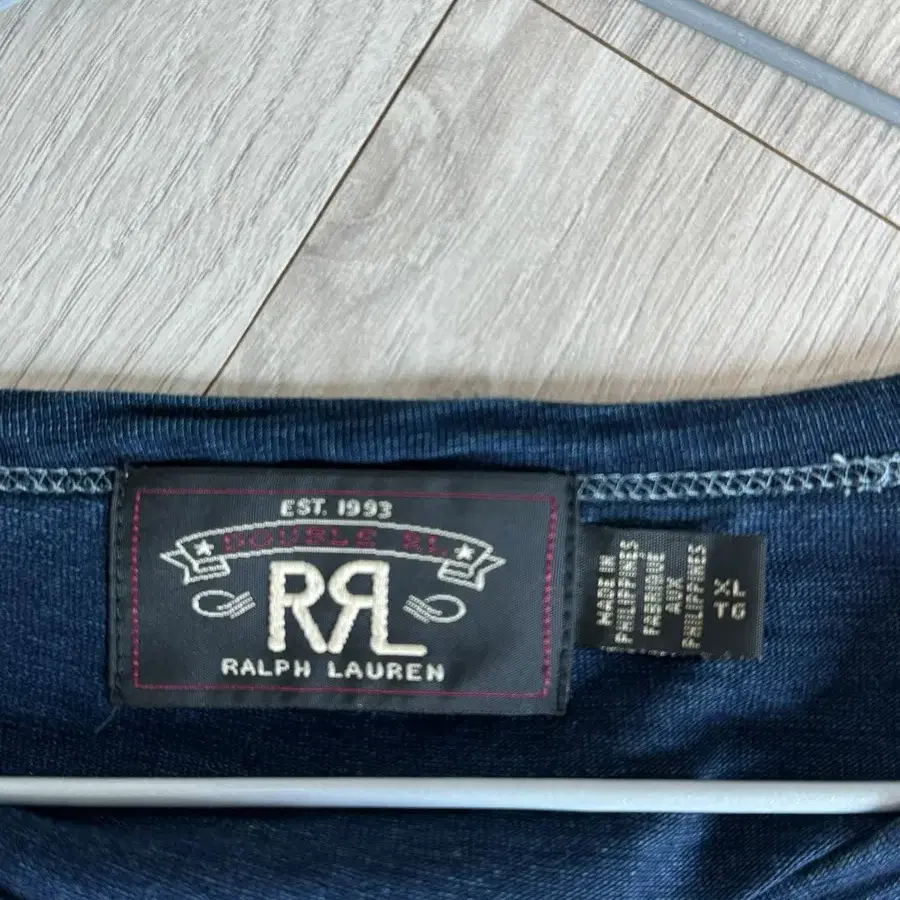 EST. 1993
DOUBLE RL
RRL
RALPH LAUREN
MADE IN
PHILIPPINES
FABRIQUE
AUX
PHILIPPINES
XL
TG